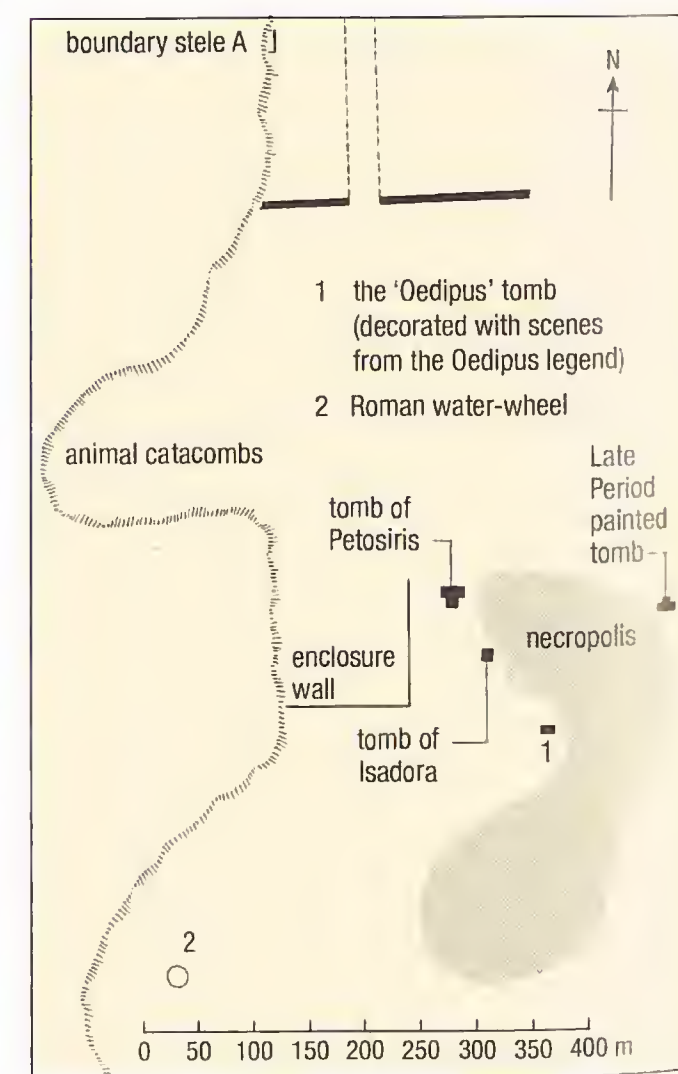 boundary stele A
N
1 the ‘Oedipus’ tomb
(decorated with scenes
from the Oedipus legend)
2 Roman water-wheel
animal catacombs
Late
Period
painted
tomb
tomb of
Petosiris
necropolis
enclosure
wall
tomb of
Isadora
1
2
0 50 100 150 200 250 300 350 400 m